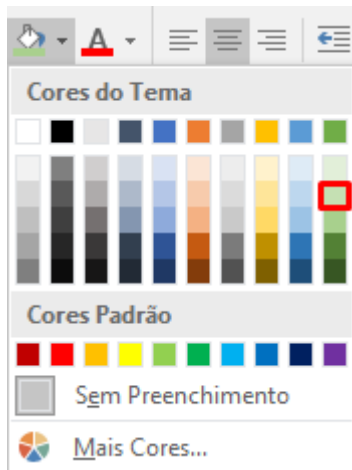 A
Cores do Tema
Cores Padrão
Sem Preenchimento
Mais Cores...